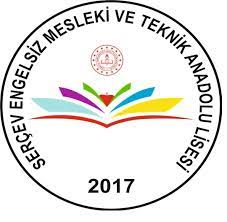 SERÇEV ENGELSİZ MESLEKİ VE TEKNİK ANADOLU LİSESİ
2017